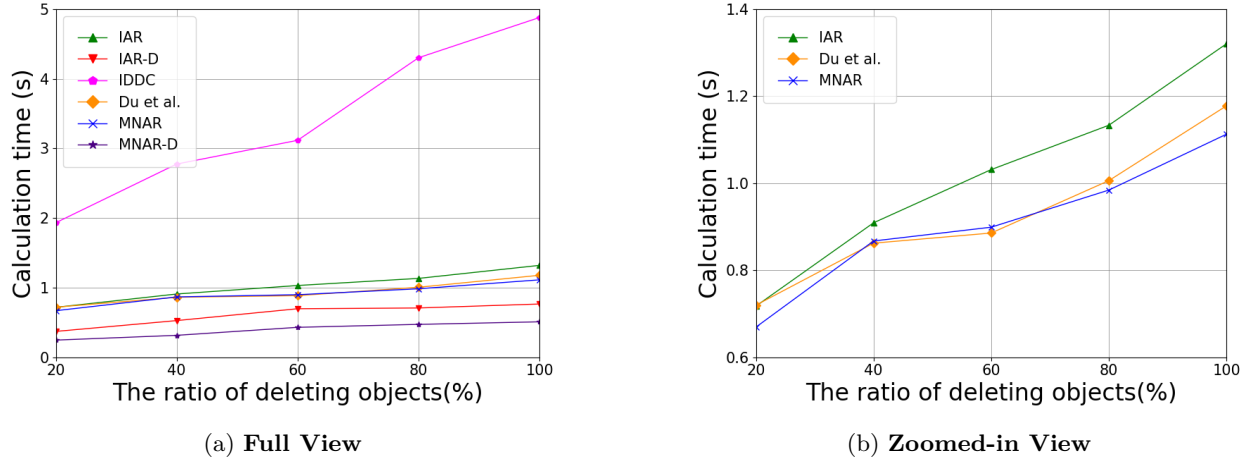 5
4
3
2
1
0
Calculation time (s)
IAR
IAR-D
IDDC
Du et al.
MNAR
MNAR-D
20 40 60 80 100
The ratio of deleting objects(%)
(a) Full View
1.4
1.2
1.0
0.8
0.6
Calculation time (s)
IAR
Du et al.
MNAR
20 40 60 80 100
The ratio of deleting objects(%)
(b) Zoomed-in View